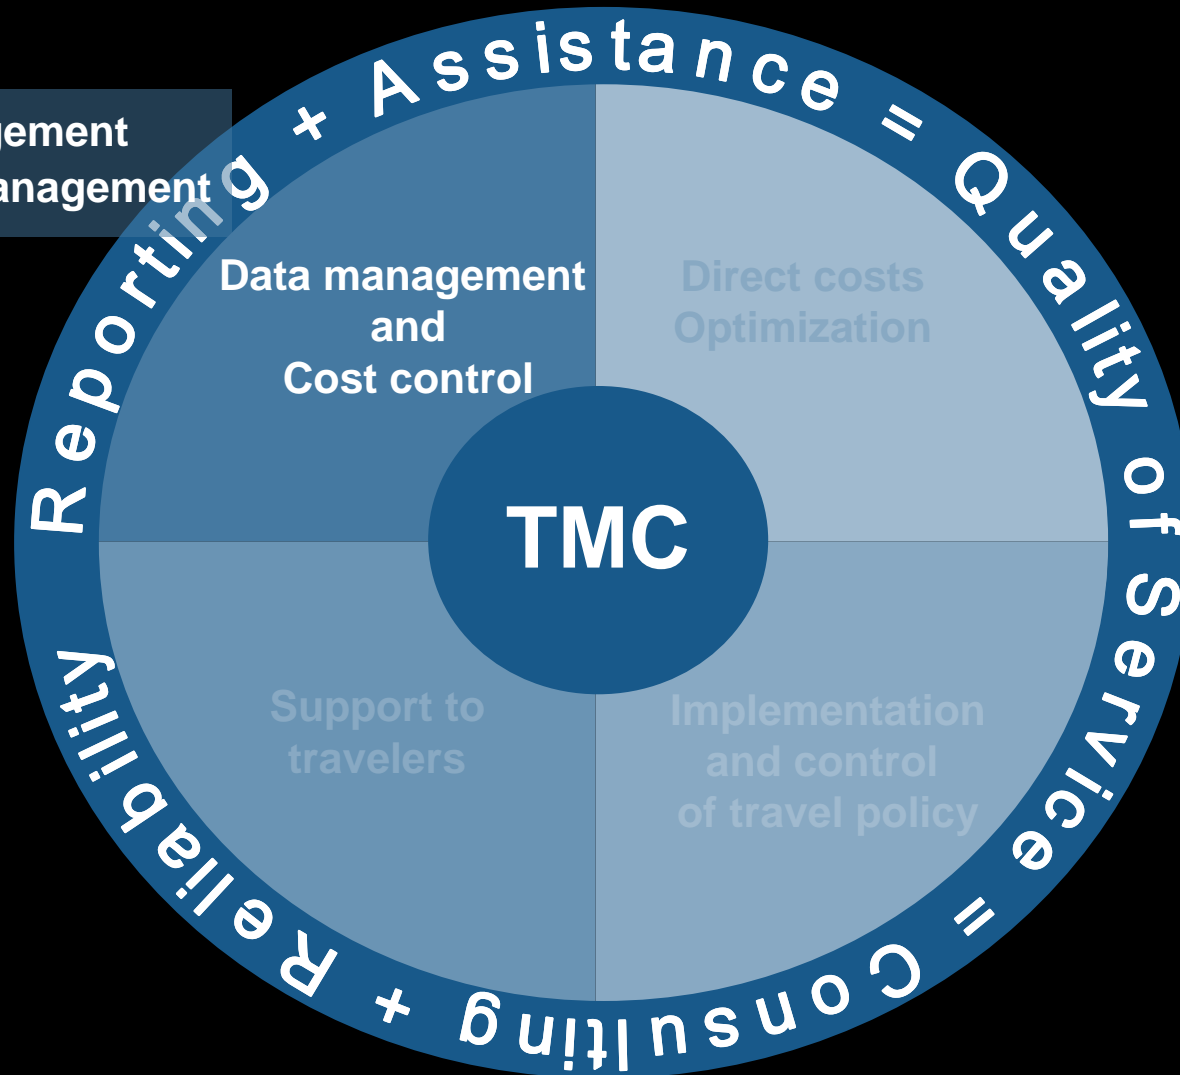 Reporting + Assistance = Quality of Service = Consulting + Reliability
gement
anagement
Data management
and
Cost control
Direct costs
Optimization
TMC
Support to
travelers
Implementation
and control
of travel policy